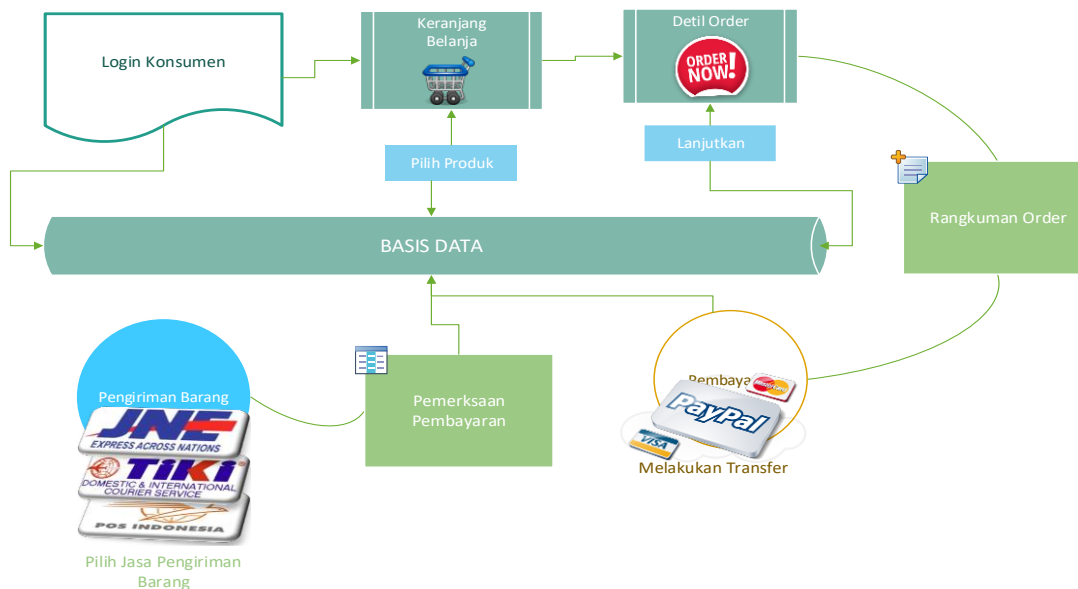 Login Konsumen
Keranjang
Belanja
Detil Order
ORDER
NOW!
Pilih Produk
Lanjutkan
Rangkuman Order
BASIS DATA
Pengiriman Barang
JNE
EXPRESS ACROSS NATIONS
TiKi
DOMESTIC & INTERNATIONAL
COURIER SERVICE
POS INDONESIA
Pilih Jasa Pengiriman
Barang
Pemerksaan
Pembayaran
PayPal
VISA
Melakukan Transfer